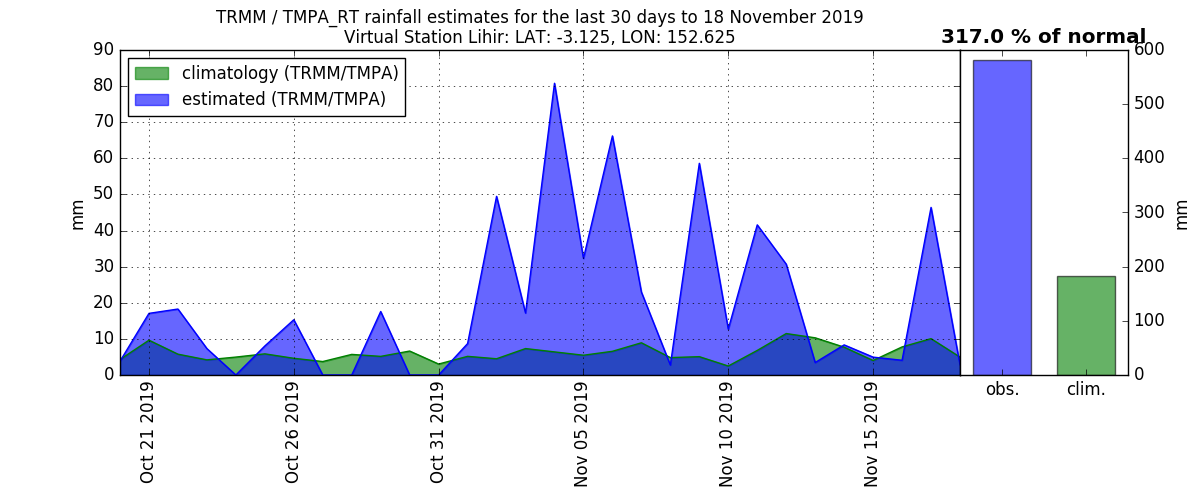 TRMM / TMPA_RT rainfall estimates for the last 30 days to 18 November 2019
Virtual Station Lihir: LAT: -3.125, LON: 152.625
317.0 % of normal
climatology (TRMM/TMPA)
estimated (TRMM/TMPA)
90
80
70
60
50
40
30
20
10
0
mm
Oct 21 2019
Oct 26 2019
Oct 31 2019
Nov 05 2019
Nov 10 2019
Nov 15 2019
600
500
400
300
200
100
0
mm
obs.
clim.